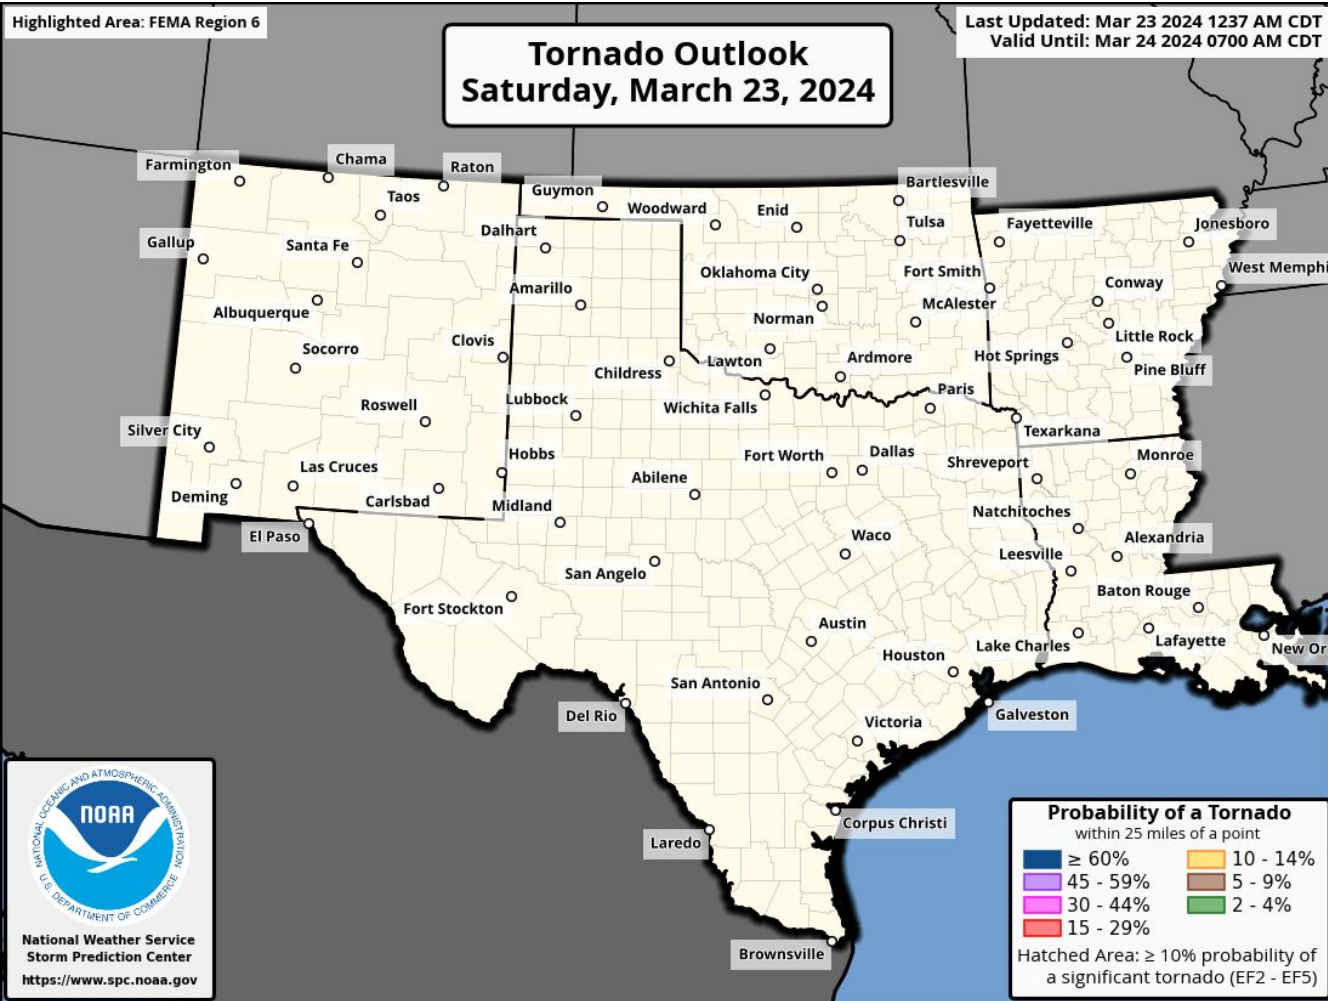 Highlighted Area: FEMA Region 6
Tornado Outlook
Saturday, March 23, 2024
Last Updated: Mar 23 2024 1237 AM CDT
Valid Until: Mar 24 2024 0700 AM CDT
Farmington
Chama
Raton
Taos
Guymon
Woodward
Enid
Bartlesville
Tulsa
Fayetteville
Jonesboro
Gallup
Santa Fe
Dalhart
Oklahoma City
Fort Smith
West Memphi
Amarillo
McAlester
Conway
Albuquerque
Norman
Little Rock
Socorro
Clovis
Childress
Lawton
Ardmore
Hot Springs
Pine Bluff
Roswell
Lubbock
Wichita Falls
Paris
Silver City
Texarkana
Las Cruces
Hobbs
Fort Worth
Dallas
Shreveport
Monroe
Deming
Carlsbad
Midland
Abilene
Natchitoches
El Paso
Waco
Alexandria
San Angelo
Leesville
Fort Stockton
Baton Rouge
Austin
Lake Charles
Lafayette
New Or
Houston
San Antonio
Del Rio
Victoria
Galveston
Laredo
Corpus Christi
Brownsville
NATIONAL OCEANIC AND ATMOSPHERIC ADMINISTRATION
NOAA
U.S. DEPARTMENT OF COMMERCE
National Weather Service
Storm Prediction Center
https://www.spc.noaa.gov
Probability of a Tornado
within 25 miles of a point
≥ 60%
10 - 14%
45 - 59%
5 - 9%
30 - 44%
2 - 4%
15 - 29%
Hatched Area: ≥ 10% probability of
a significant tornado (EF2 - EF5)